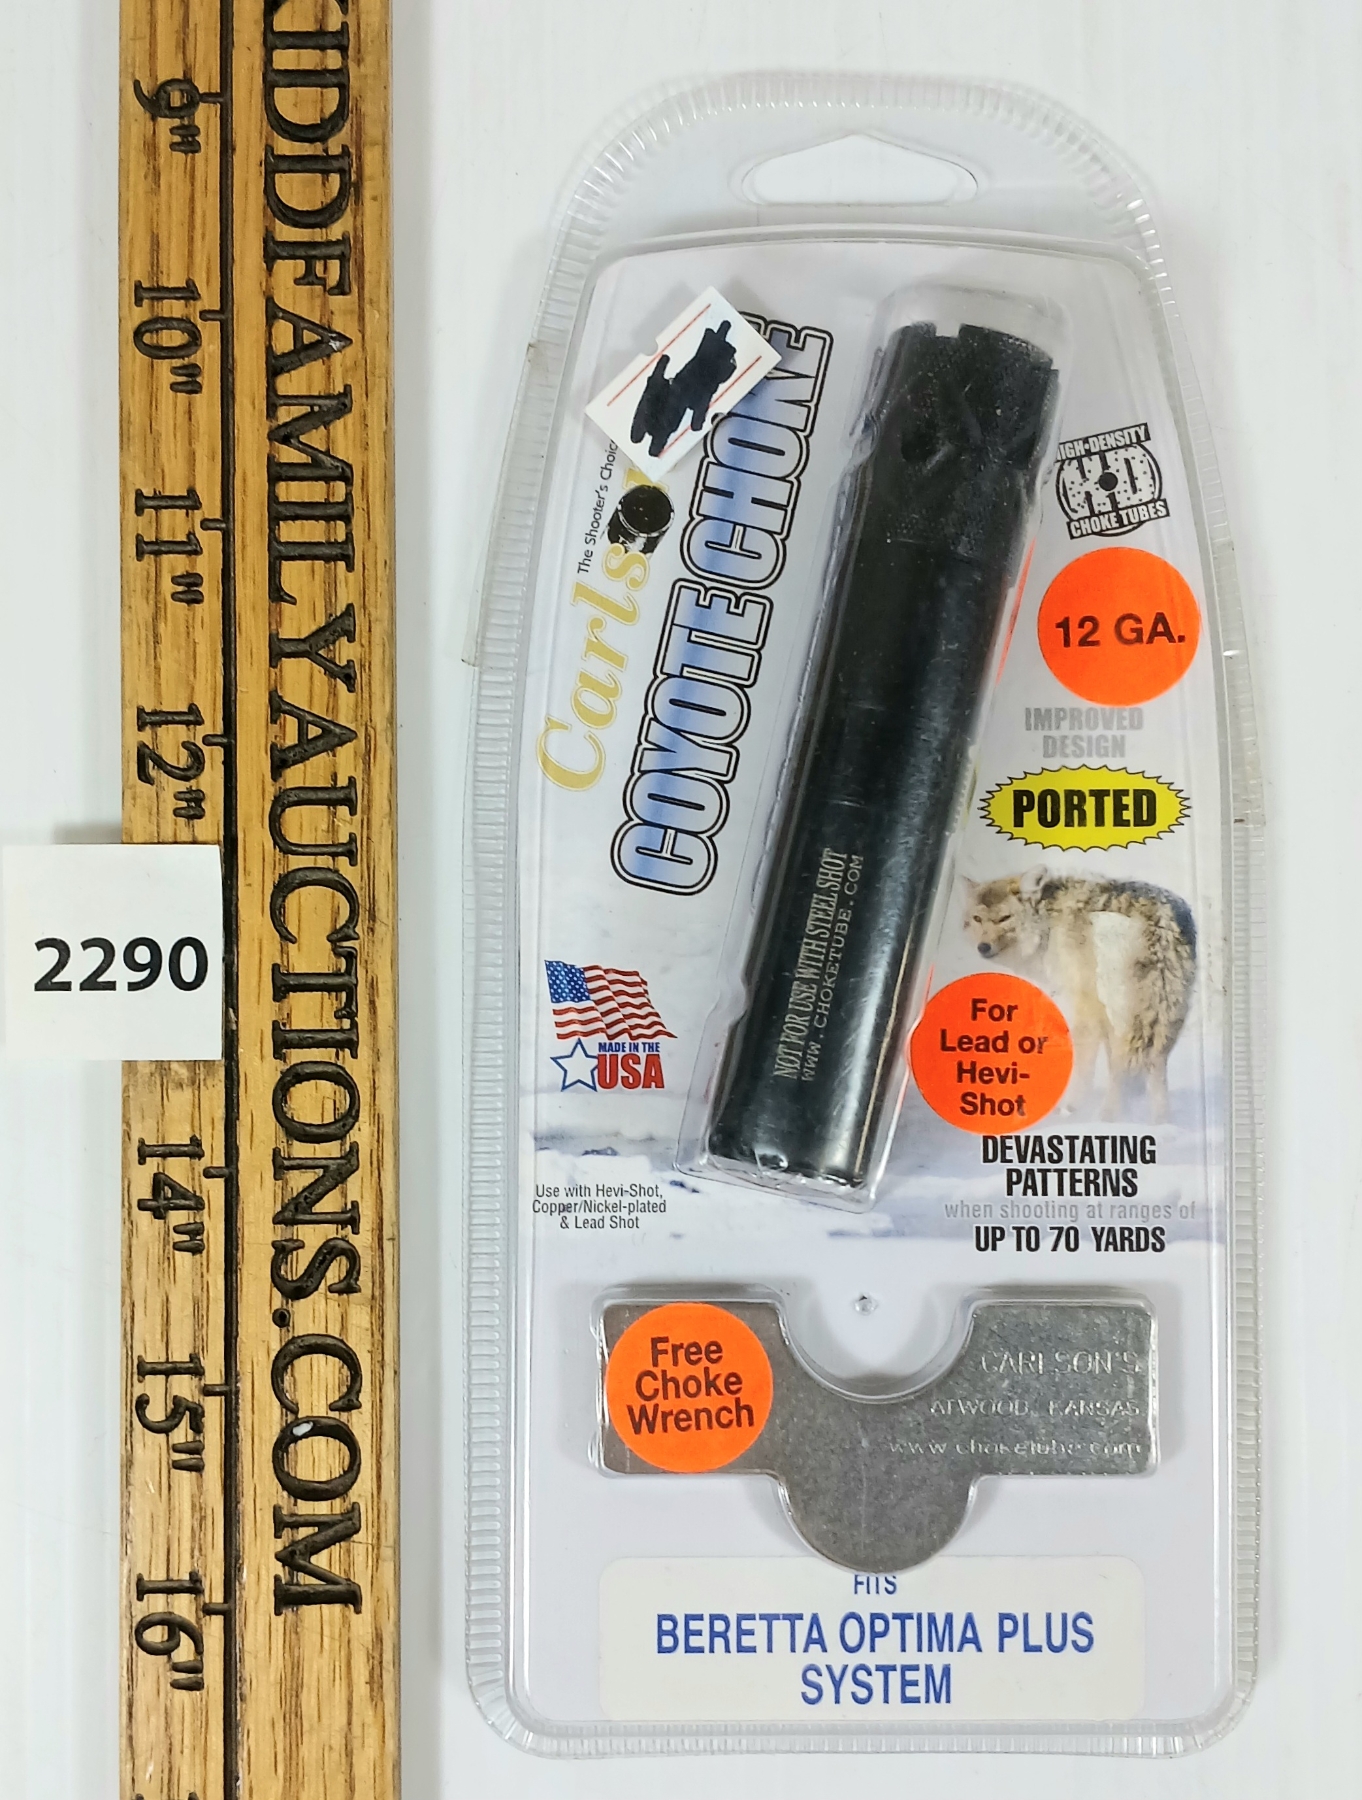 KIDDFAMILYAUCTIONS.COM
9"
10"
11"
12"
14"
15"
16"
2290
The Shooter's Choice
COYOTE CHOKE
HIGH-DENSITY
H·D
CHOKE TUBES
12 GA.
IMPROVED
DESIGN
PORTED
NOT FOR USE WITH STEEL SHOT
WWW.CHOKETUBE.COM
MADE IN THE
USA
For
Lead or
Hevi-
Shot
DEVASTATING
PATTERNS
when shooting at ranges of
UP TO 70 YARDS
Use with Hevi-Shot,
Copper/Nickel-plated
& Lead Shot
Free
Choke
Wrench
CARLSON'S
ATWOOD, KANSAS
www.choketube.com
FITS
BERETTA OPTIMA PLUS
SYSTEM